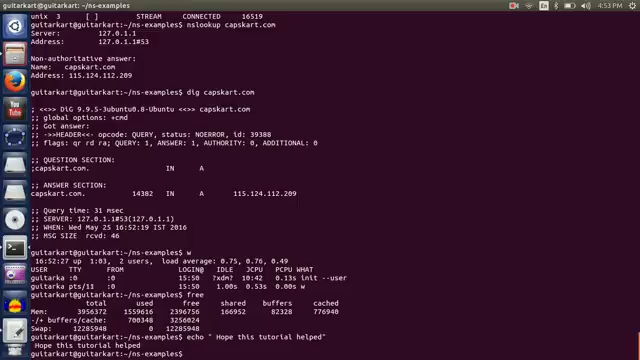 guitarkart@guitarkart: ~/ns-examples
En
4:53 PM
unix  3      [ ]         STREAM     CONNECTED     16519
guitarkart@guitarkart:~/ns-examples$ nslookup capskart.com
Server:         127.0.1.1
Address:        127.0.1.1#53

Non-authoritative answer:
Name:   capskart.com
Address: 115.124.112.209

guitarkart@guitarkart:~/ns-examples$ dig capskart.com

; <<>> DiG 9.9.5-3ubuntu0.8-Ubuntu <<>> capskart.com
;; global options: +cmd
;; Got answer:
;; ->>HEADER<<- opcode: QUERY, status: NOERROR, id: 39388
;; flags: qr rd ra; QUERY: 1, ANSWER: 1, AUTHORITY: 0, ADDITIONAL: 0

;; QUESTION SECTION:
;capskart.com.                  IN      A

;; ANSWER SECTION:
capskart.com.           14382   IN      A       115.124.112.209

;; Query time: 31 msec
;; SERVER: 127.0.1.1#53(127.0.1.1)
;; WHEN: Wed May 25 16:52:19 IST 2016
;; MSG SIZE  rcvd: 46

guitarkart@guitarkart:~/ns-examples$ w
16:52:27 up  1:03,  2 users,  load average: 0.75, 0.76, 0.49
USER     TTY      FROM             LOGIN@   IDLE   JCPU   PCPU WHAT
guitarka :0       :0               15:50   ?xdm?  10:42   0.13s init --user
guitarka pts/11   :0               15:50    1.00s  0.53s  0.00s w
guitarkart@guitarkart:~/ns-examples$ free
             total       used       free     shared    buffers     cached
Mem:       3956372    1559616    2396756     166952      82328     776940
-/+ buffers/cache:     700348    3256024
Swap:     12285948          0   12285948
guitarkart@guitarkart:~/ns-examples$ echo " Hope this tutorial helped"
 Hope this tutorial helped
guitarkart@guitarkart:~/ns-examples$
You
Tube